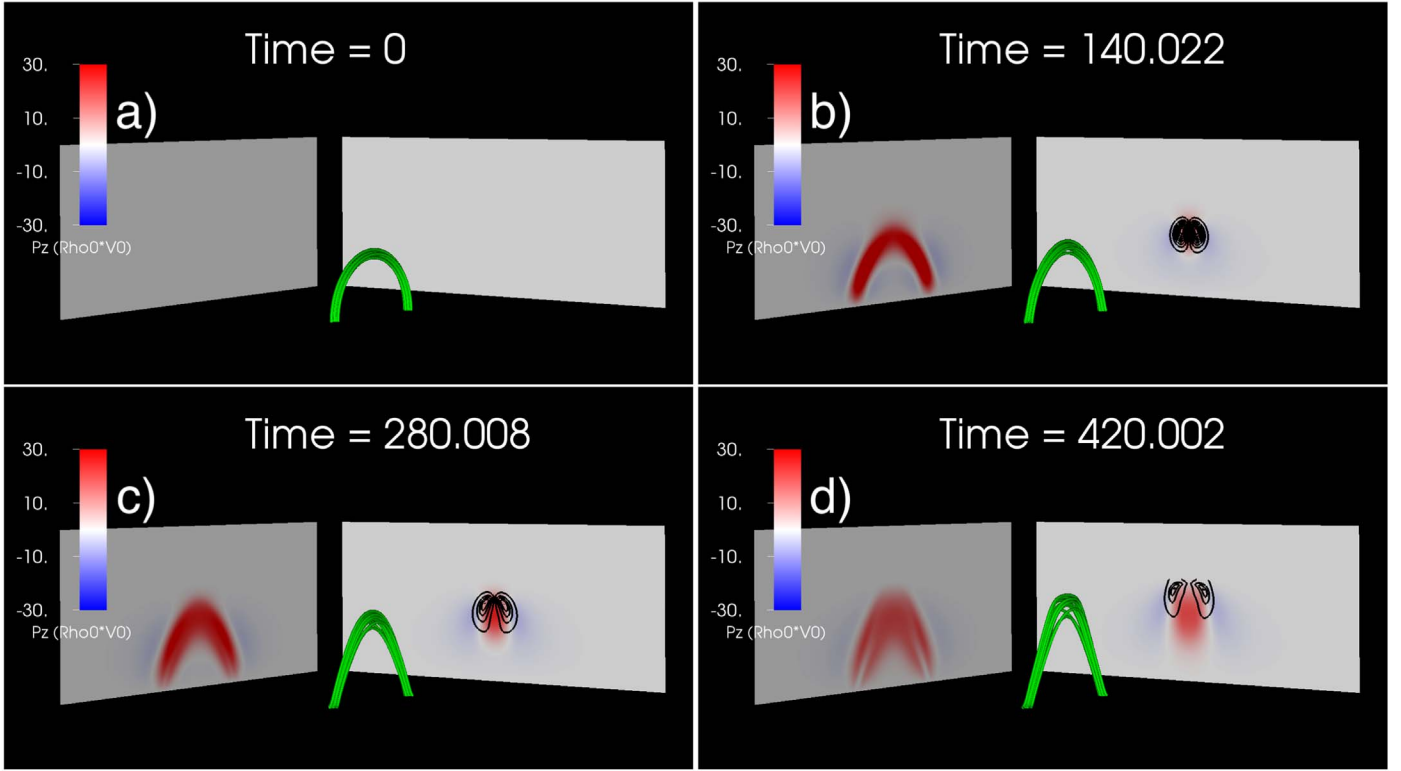 Time = 0
30.
a)
10.
-10.
-30.
Pz (Rho0*V0)
Time = 140.022
30.
b)
10.
-10.
-30.
Pz (Rho0*V0)
Time = 280.008
30.
c)
10.
-10.
-30.
Pz (Rho0*V0)
Time = 420.002
30.
d)
10.
-10.
-30.
Pz (Rho0*V0)